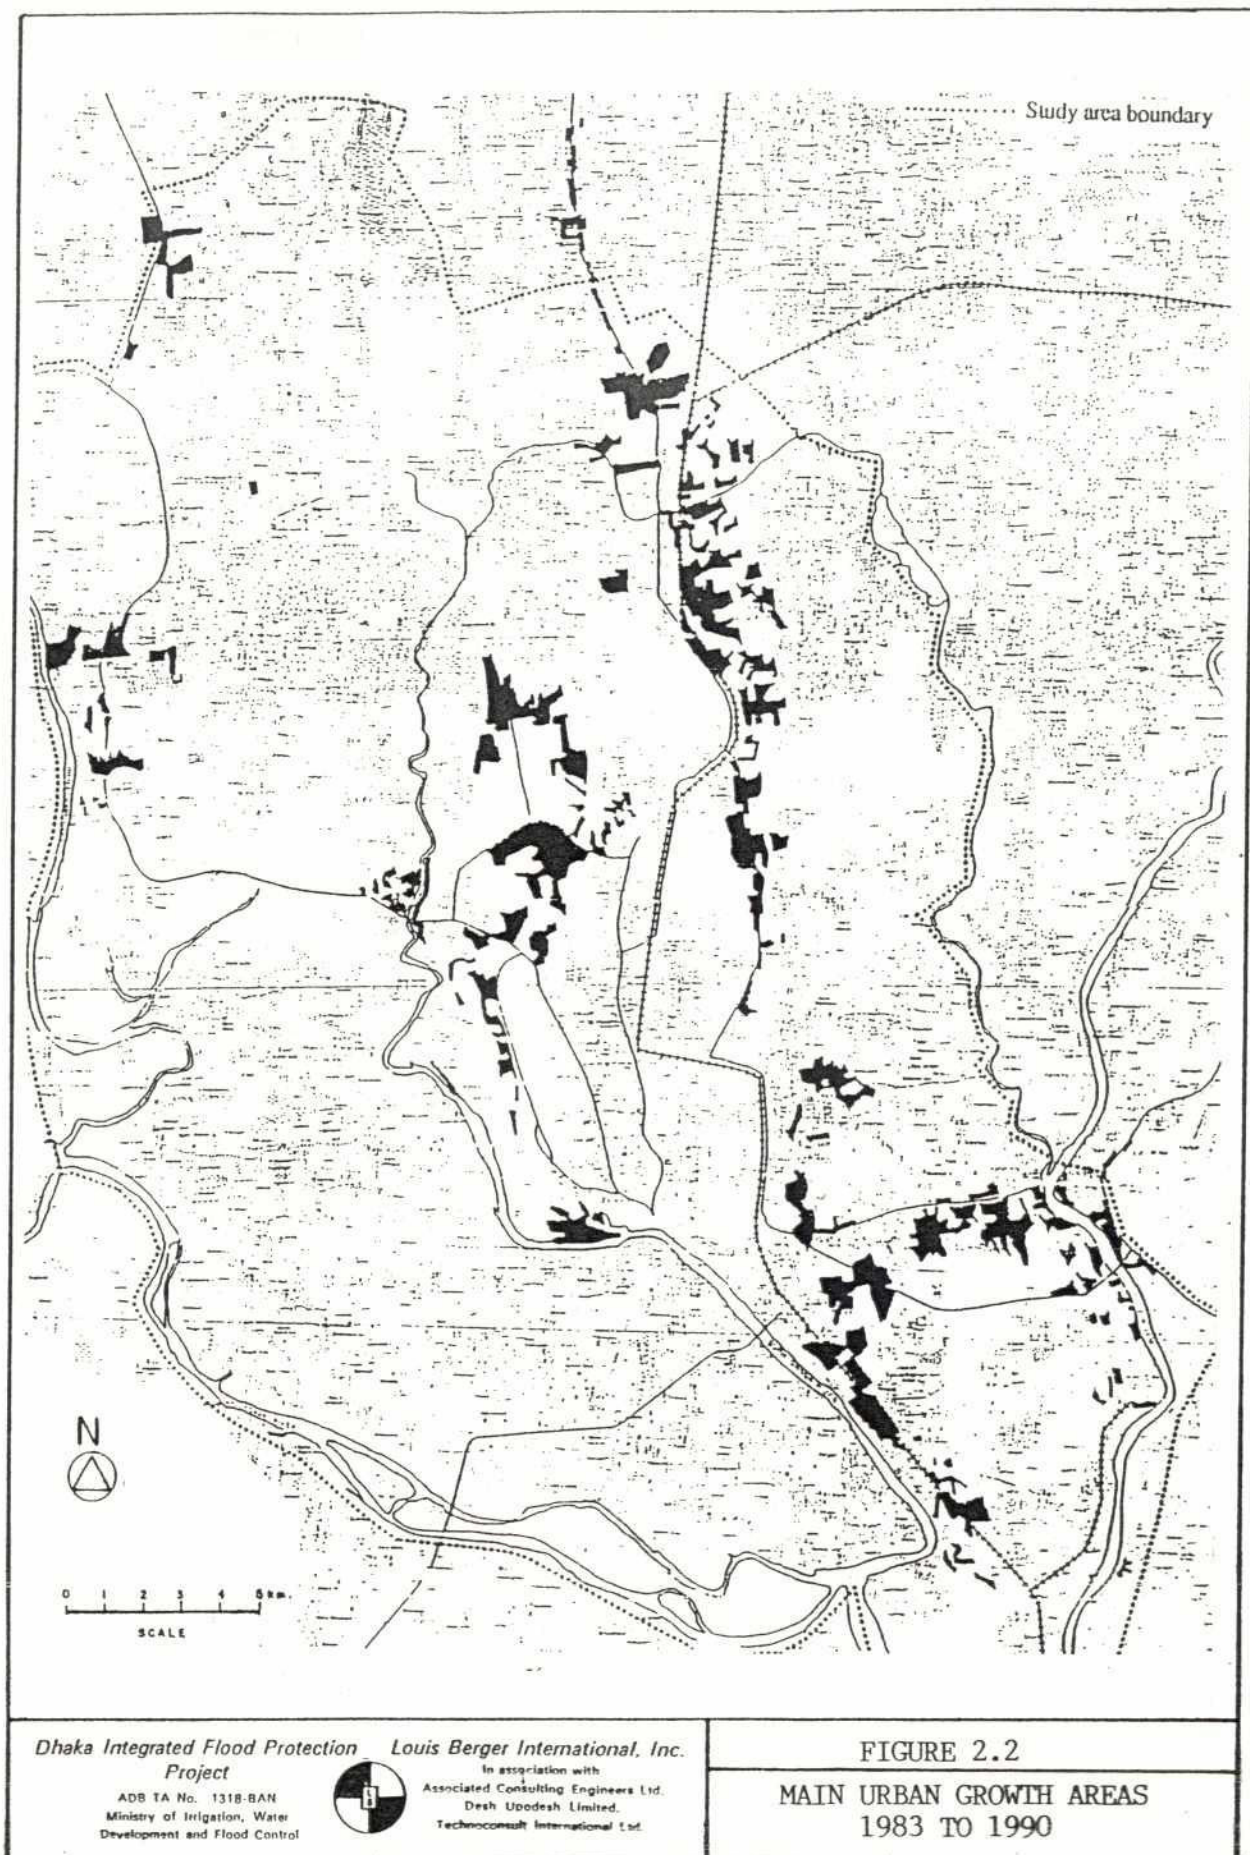 Study area boundary
N
0 1 2 3 4 5 km.
SCALE
Dhaka Integrated Flood Protection
Project
ADB TA No. 1318-BAN
Ministry of Irrigation, Water
Development and Flood Control
Louis Berger International, Inc.
In association with
Associated Consulting Engineers Ltd.
Desh Upodesh Limited.
Technoconsult International Ltd.
FIGURE 2.2
MAIN URBAN GROWTH AREAS
1983 TO 1990